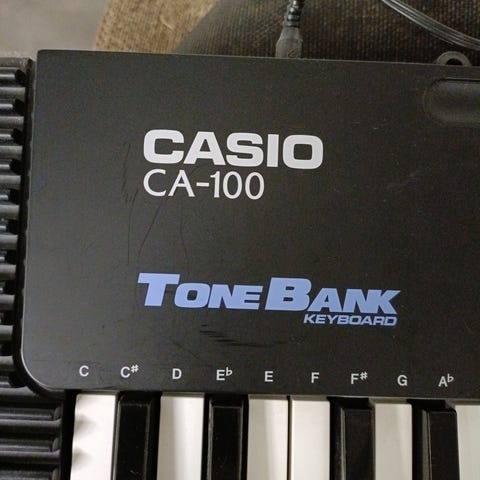 CASIO
CA-100
TONE BANK
KEYBOARD
C C# D E♭ E F F# G A♭